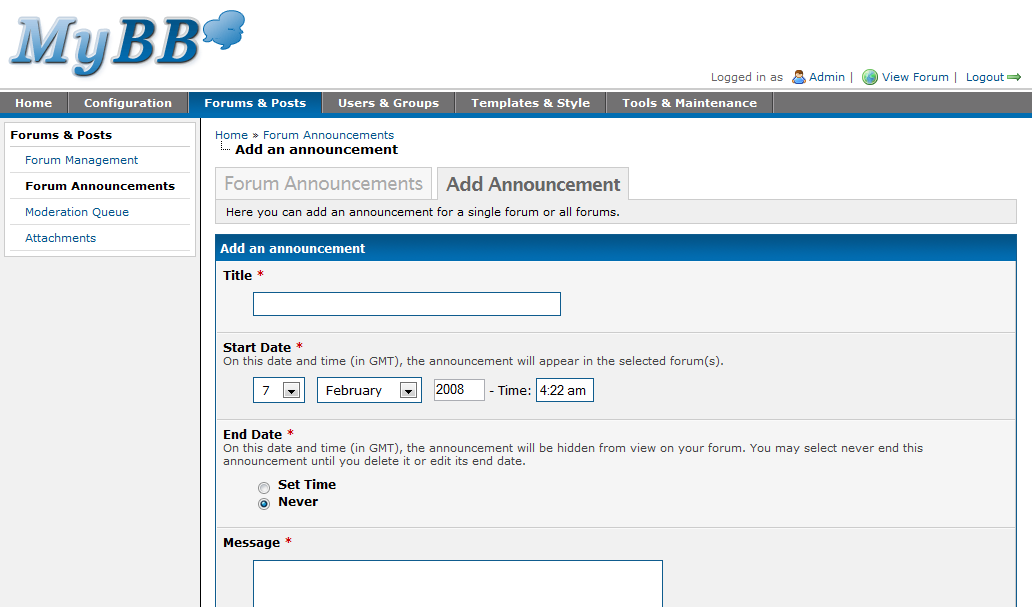 MyBB
Logged in as Admin | View Forum | Logout
Home Configuration Forums & Posts Users & Groups Templates & Style Tools & Maintenance
Forums & Posts
Forum Management
Forum Announcements
Moderation Queue
Attachments
Home » Forum Announcements
Add an announcement
Forum Announcements Add Announcement
Here you can add an announcement for a single forum or all forums.
Add an announcement
Title *
Start Date *
On this date and time (in GMT), the announcement will appear in the selected forum(s).
7 February 2008 - Time: 4:22 am
End Date *
On this date and time (in GMT), the announcement will be hidden from view on your forum. You may select never end this
announcement until you delete it or edit its end date.
Set Time
Never
Message *